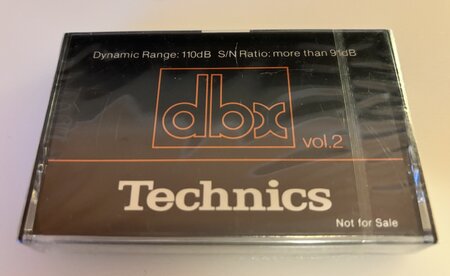 Dynamic Range: 110dB S/N Ratio: more than 91dB
dbx
vol.2
Technics
Not for Sale